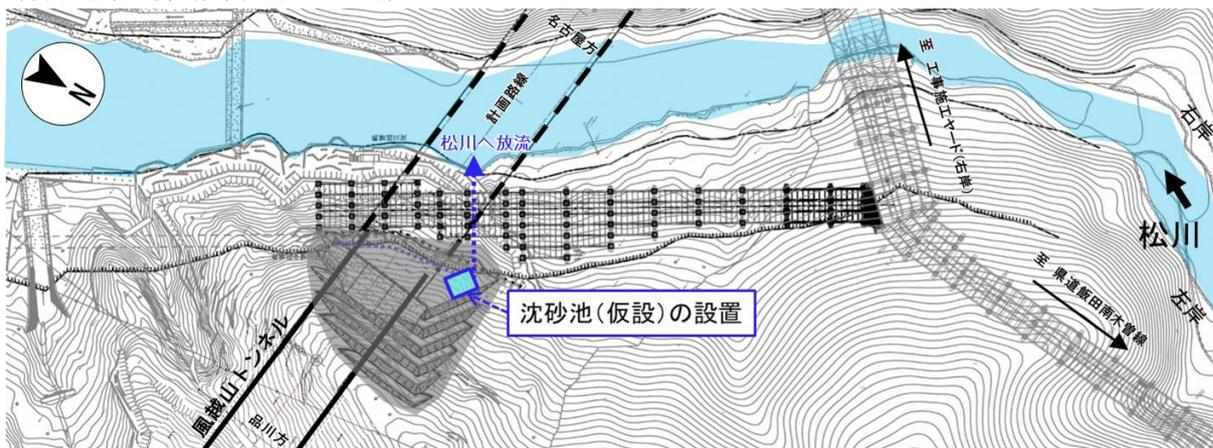 N
名古屋方
計画路線
松川へ放流
至 工事施工ヤード(右岸)
右岸
松川
左岸
至 県道飯田南木曽線
沈砂池(仮設)の設置
風越山トンネル
品川方